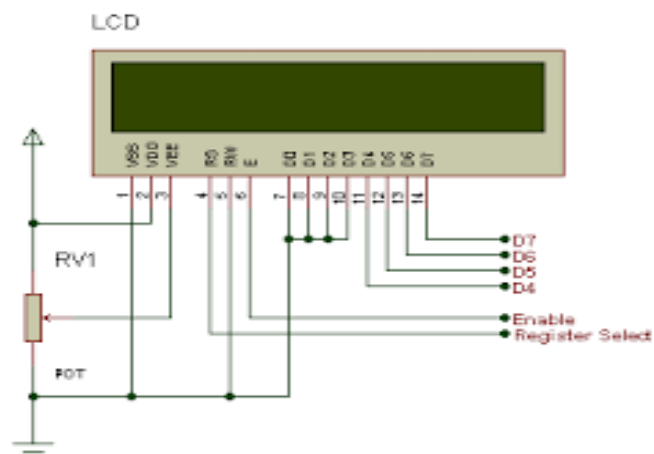 LCD
VSS VDD VEE RS RW E D0 D1 D2 D3 D4 D5 D6 D7
1 2 3 4 5 6 7 8 9 10 11 12 13 14
D7
D6
D5
D4
RV1
Enable
Register Select
POT